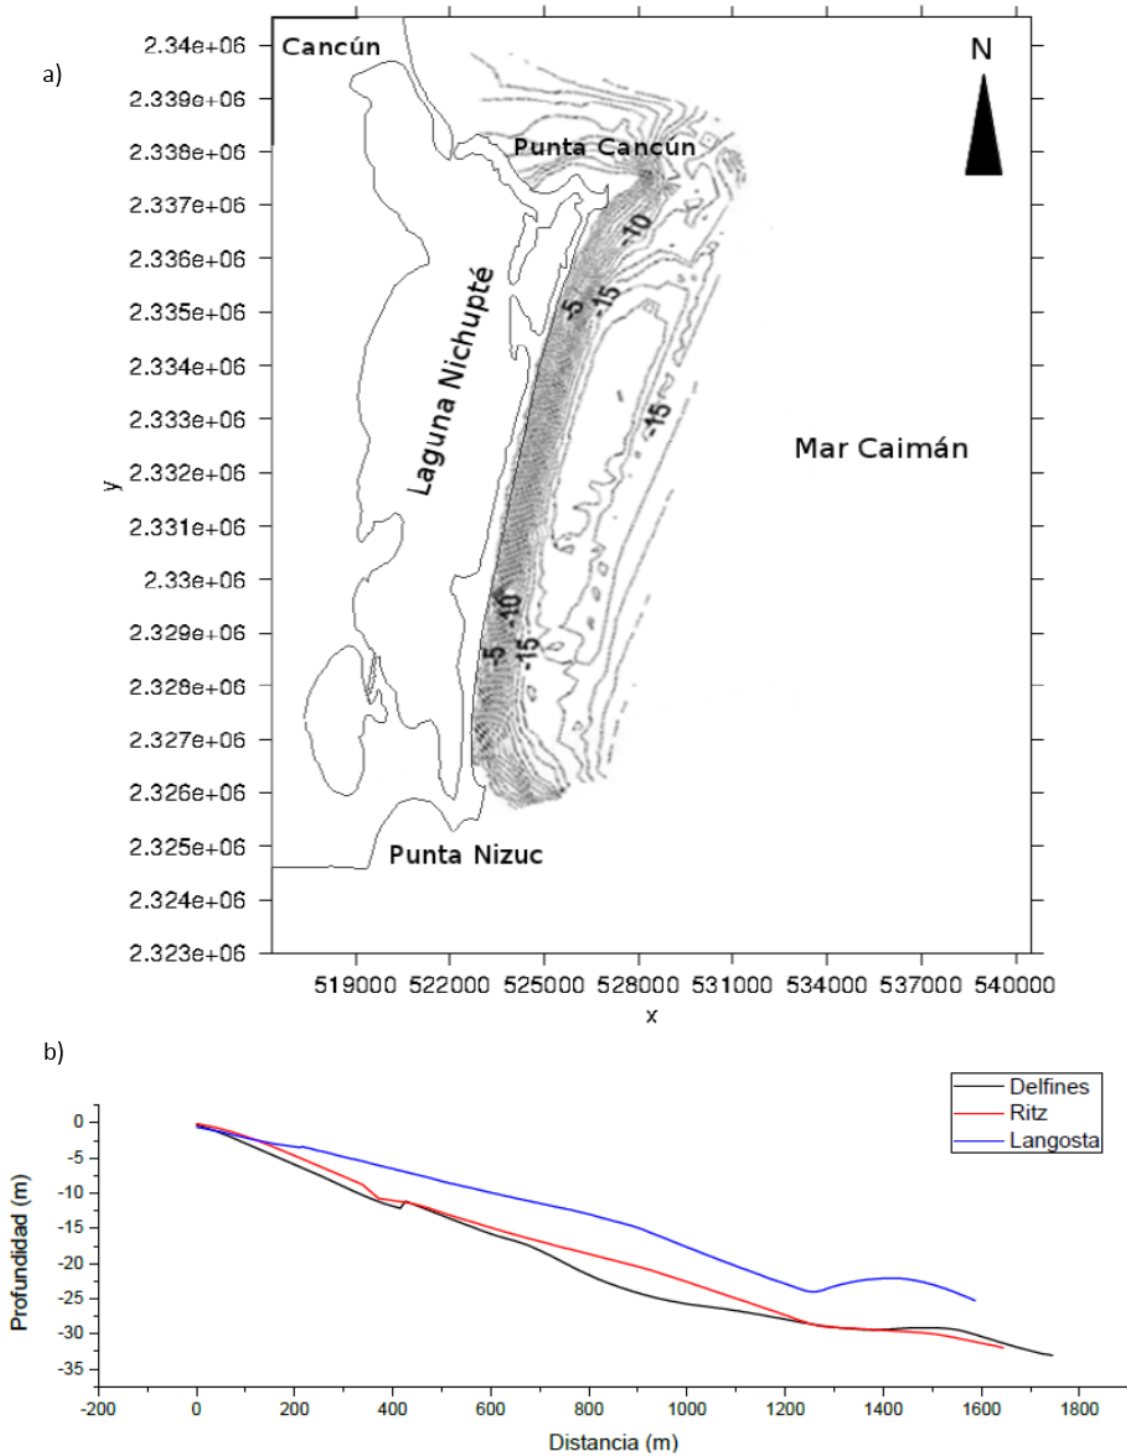 a)
Cancún
N
2.34e+06
2.339e+06
2.338e+06
2.337e+06
2.336e+06
2.335e+06
2.334e+06
2.333e+06
2.332e+06
2.331e+06
2.33e+06
2.329e+06
2.328e+06
2.327e+06
2.326e+06
2.325e+06
2.324e+06
2.323e+06
y
Punta Cancún
-10
-5
-15
Laguna Nichupté
-15
Mar Caimán
-10
-5
-15
Punta Nizuc
519000 522000 525000 528000 531000 534000 537000 540000
x
b)
Delfines
Ritz
Langosta
0
-5
-10
-15
-20
-25
-30
-35
Profundidad (m)
-200 0 200 400 600 800 1000 1200 1400 1600 1800
Distancia (m)